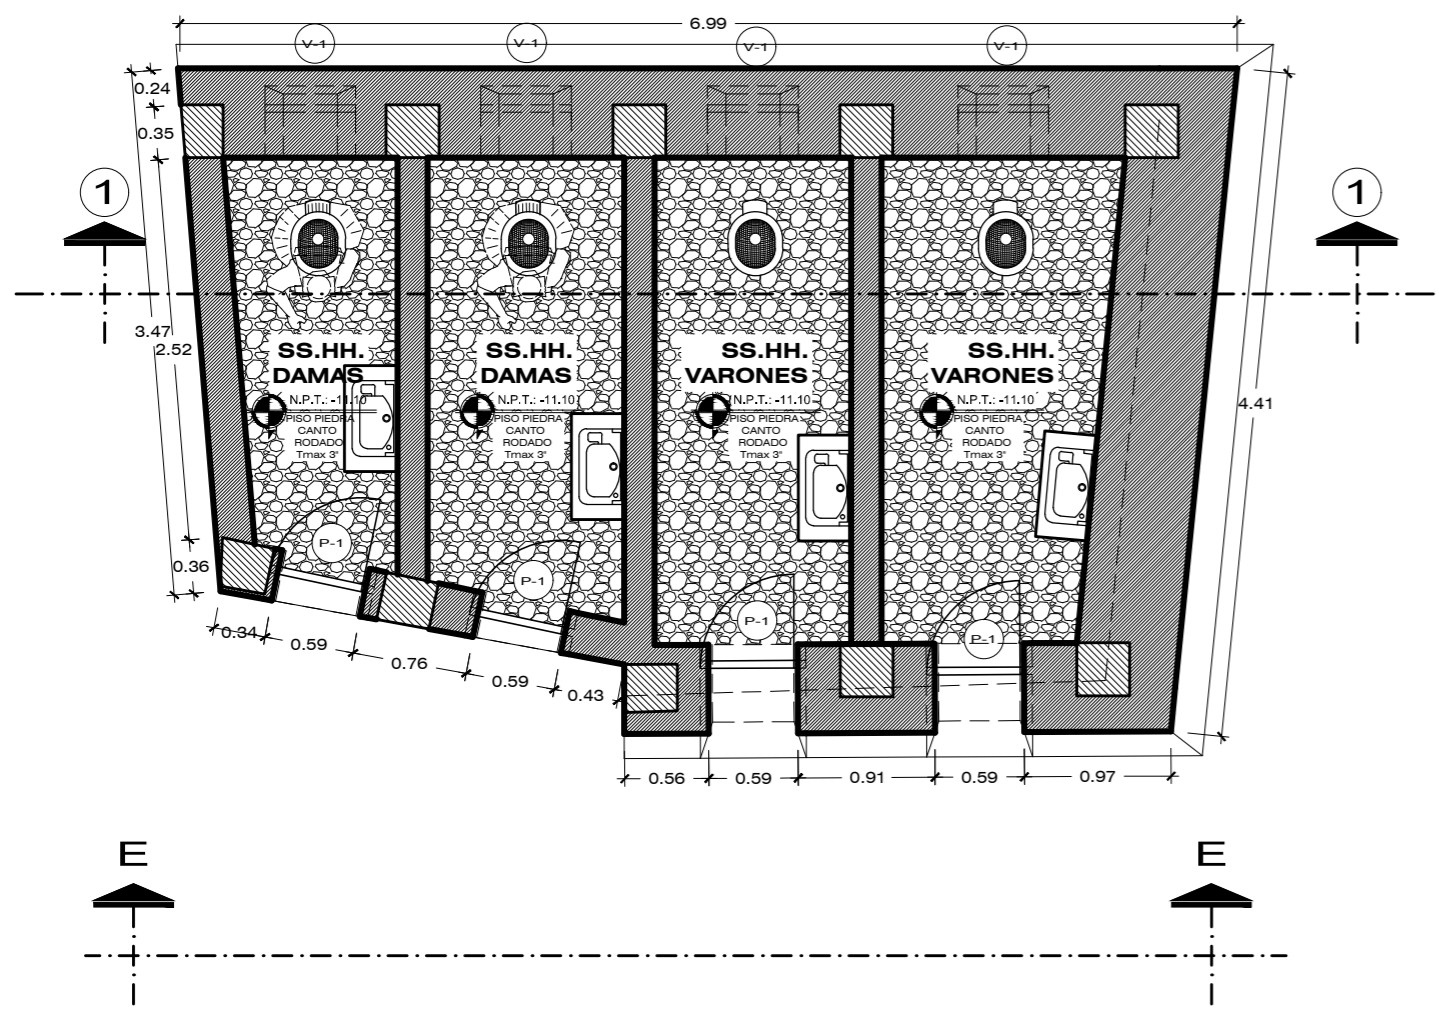 6.99
V-1
V-1
V-1
V-1
0.24
0.35
1
1
3.47
2.52
4.41
SS.HH.
DAMAS
N.P.T.: -11.10
PISO PIEDRA
CANTO
RODADO
Tmax 3"
SS.HH.
DAMAS
N.P.T.: -11.10
PISO PIEDRA
CANTO
RODADO
Tmax 3"
SS.HH.
VARONES
N.P.T.: -11.10
PISO PIEDRA
CANTO
RODADO
Tmax 3"
SS.HH.
VARONES
N.P.T.: -11.10
PISO PIEDRA
CANTO
RODADO
Tmax 3"
P-1
P-1
P-1
P-1
0.36
0.34
0.59
0.76
0.59
0.43
0.56
0.59
0.91
0.59
0.97
E
E